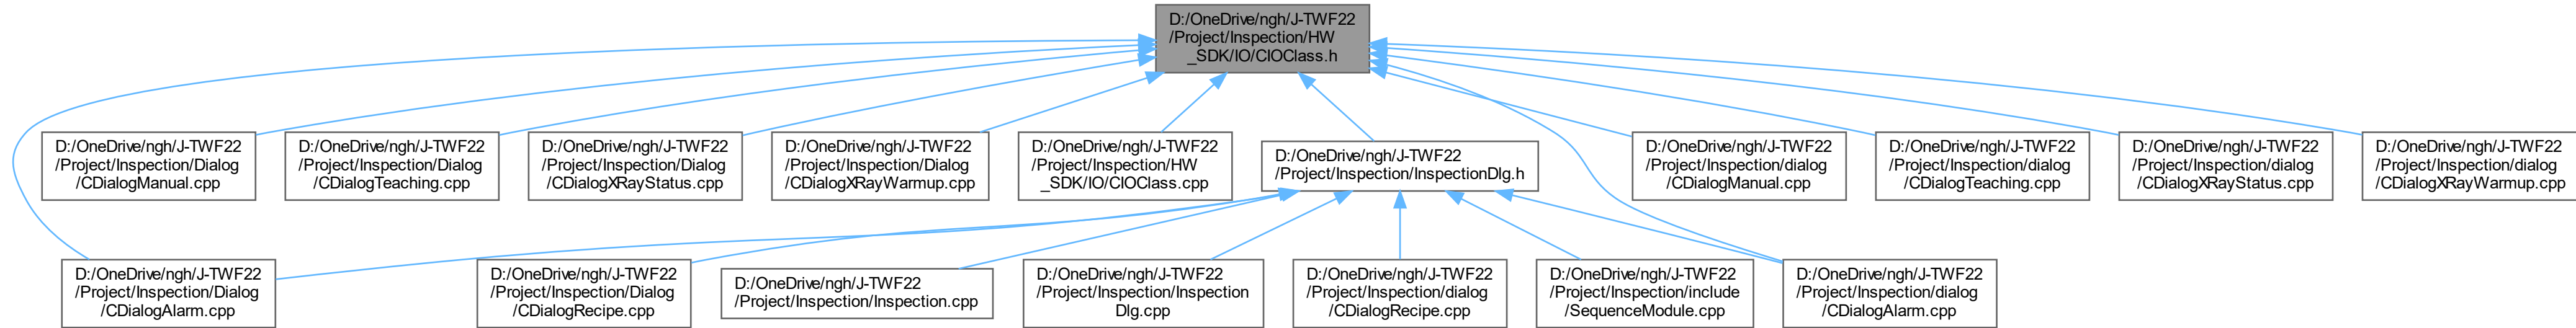 D:/OneDrive/ngh/J-TWF22
/Project/Inspection/HW
_SDK/IO/CIOClass.h
D:/OneDrive/ngh/J-TWF22
/Project/Inspection/Dialog
/CDialogManual.cpp
D:/OneDrive/ngh/J-TWF22
/Project/Inspection/Dialog
/CDialogTeaching.cpp
D:/OneDrive/ngh/J-TWF22
/Project/Inspection/Dialog
/CDialogXRayStatus.cpp
D:/OneDrive/ngh/J-TWF22
/Project/Inspection/Dialog
/CDialogXRayWarmup.cpp
D:/OneDrive/ngh/J-TWF22
/Project/Inspection/HW
_SDK/IO/CIOClass.cpp
D:/OneDrive/ngh/J-TWF22
/Project/Inspection/InspectionDlg.h
D:/OneDrive/ngh/J-TWF22
/Project/Inspection/dialog
/CDialogManual.cpp
D:/OneDrive/ngh/J-TWF22
/Project/Inspection/dialog
/CDialogTeaching.cpp
D:/OneDrive/ngh/J-TWF22
/Project/Inspection/dialog
/CDialogXRayStatus.cpp
D:/OneDrive/ngh/J-TWF22
/Project/Inspection/dialog
/CDialogXRayWarmup.cpp
D:/OneDrive/ngh/J-TWF22
/Project/Inspection/Dialog
/CDialogAlarm.cpp
D:/OneDrive/ngh/J-TWF22
/Project/Inspection/Dialog
/CDialogRecipe.cpp
D:/OneDrive/ngh/J-TWF22
/Project/Inspection/Inspection.cpp
D:/OneDrive/ngh/J-TWF22
/Project/Inspection/Inspection
Dlg.cpp
D:/OneDrive/ngh/J-TWF22
/Project/Inspection/dialog
/CDialogRecipe.cpp
D:/OneDrive/ngh/J-TWF22
/Project/Inspection/include
/SequenceModule.cpp
D:/OneDrive/ngh/J-TWF22
/Project/Inspection/dialog
/CDialogAlarm.cpp